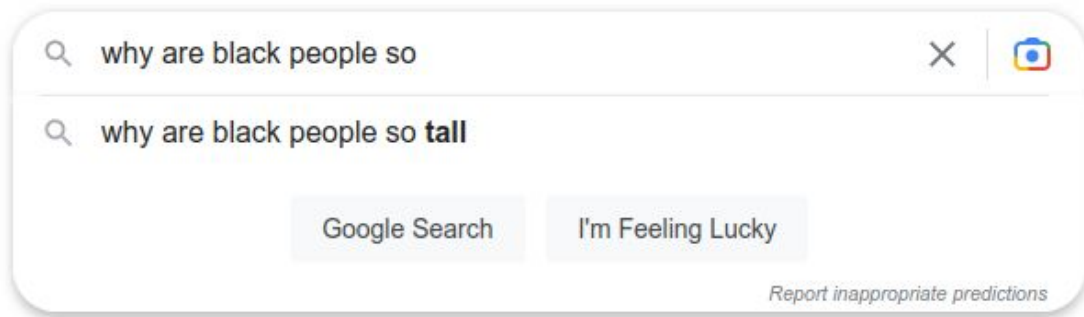 why are black people so
why are black people so tall
Google Search I'm Feeling Lucky
Report inappropriate predictions